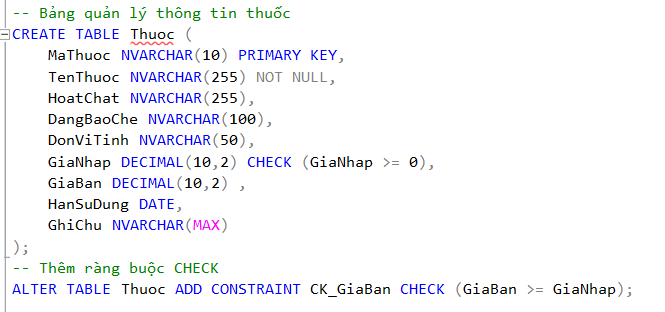 -- Bảng quản lý thông tin thuốc
CREATE TABLE Thuoc (
    MaThuoc NVARCHAR(10) PRIMARY KEY,
    TenThuoc NVARCHAR(255) NOT NULL,
    HoatChat NVARCHAR(255),
    DangBaoChe NVARCHAR(100),
    DonViTinh NVARCHAR(50),
    GiaNhap DECIMAL(10,2) CHECK (GiaNhap >= 0),
    GiaBan DECIMAL(10,2) ,
    HanSuDung DATE,
    GhiChu NVARCHAR(MAX)
);
-- Thêm ràng buộc CHECK
ALTER TABLE Thuoc ADD CONSTRAINT CK_GiaBan CHECK (GiaBan >= GiaNhap);